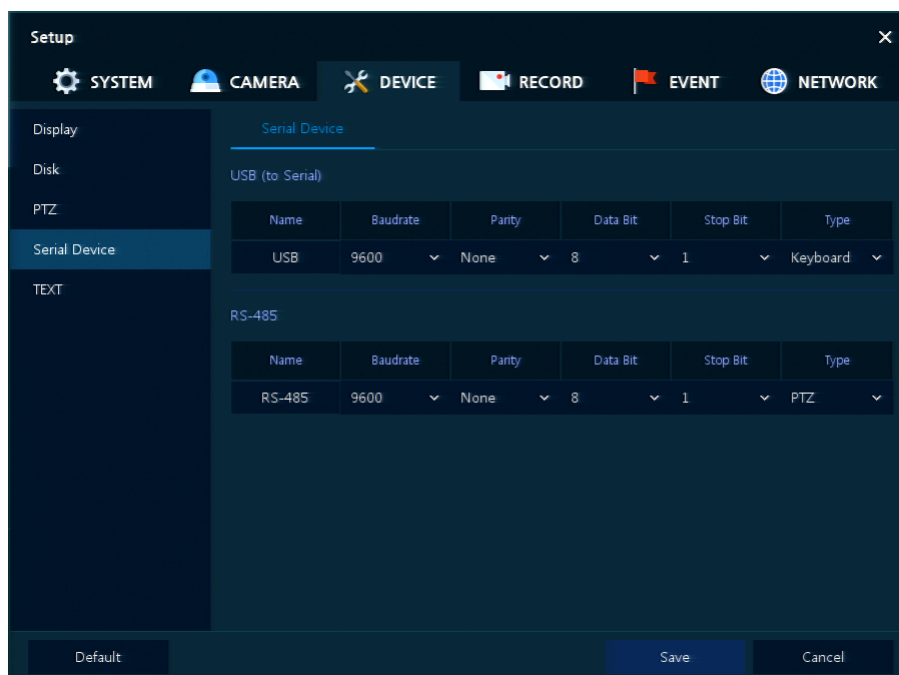 Setup
SYSTEM CAMERA DEVICE RECORD EVENT NETWORK
Display
Disk
PTZ
Serial Device
TEXT
Serial Device
USB (to Serial)
Name Baudrate Parity Data Bit Stop Bit Type
USB 9600 None 8 1 Keyboard
RS-485
Name Baudrate Parity Data Bit Stop Bit Type
RS-485 9600 None 8 1 PTZ
Default Save Cancel